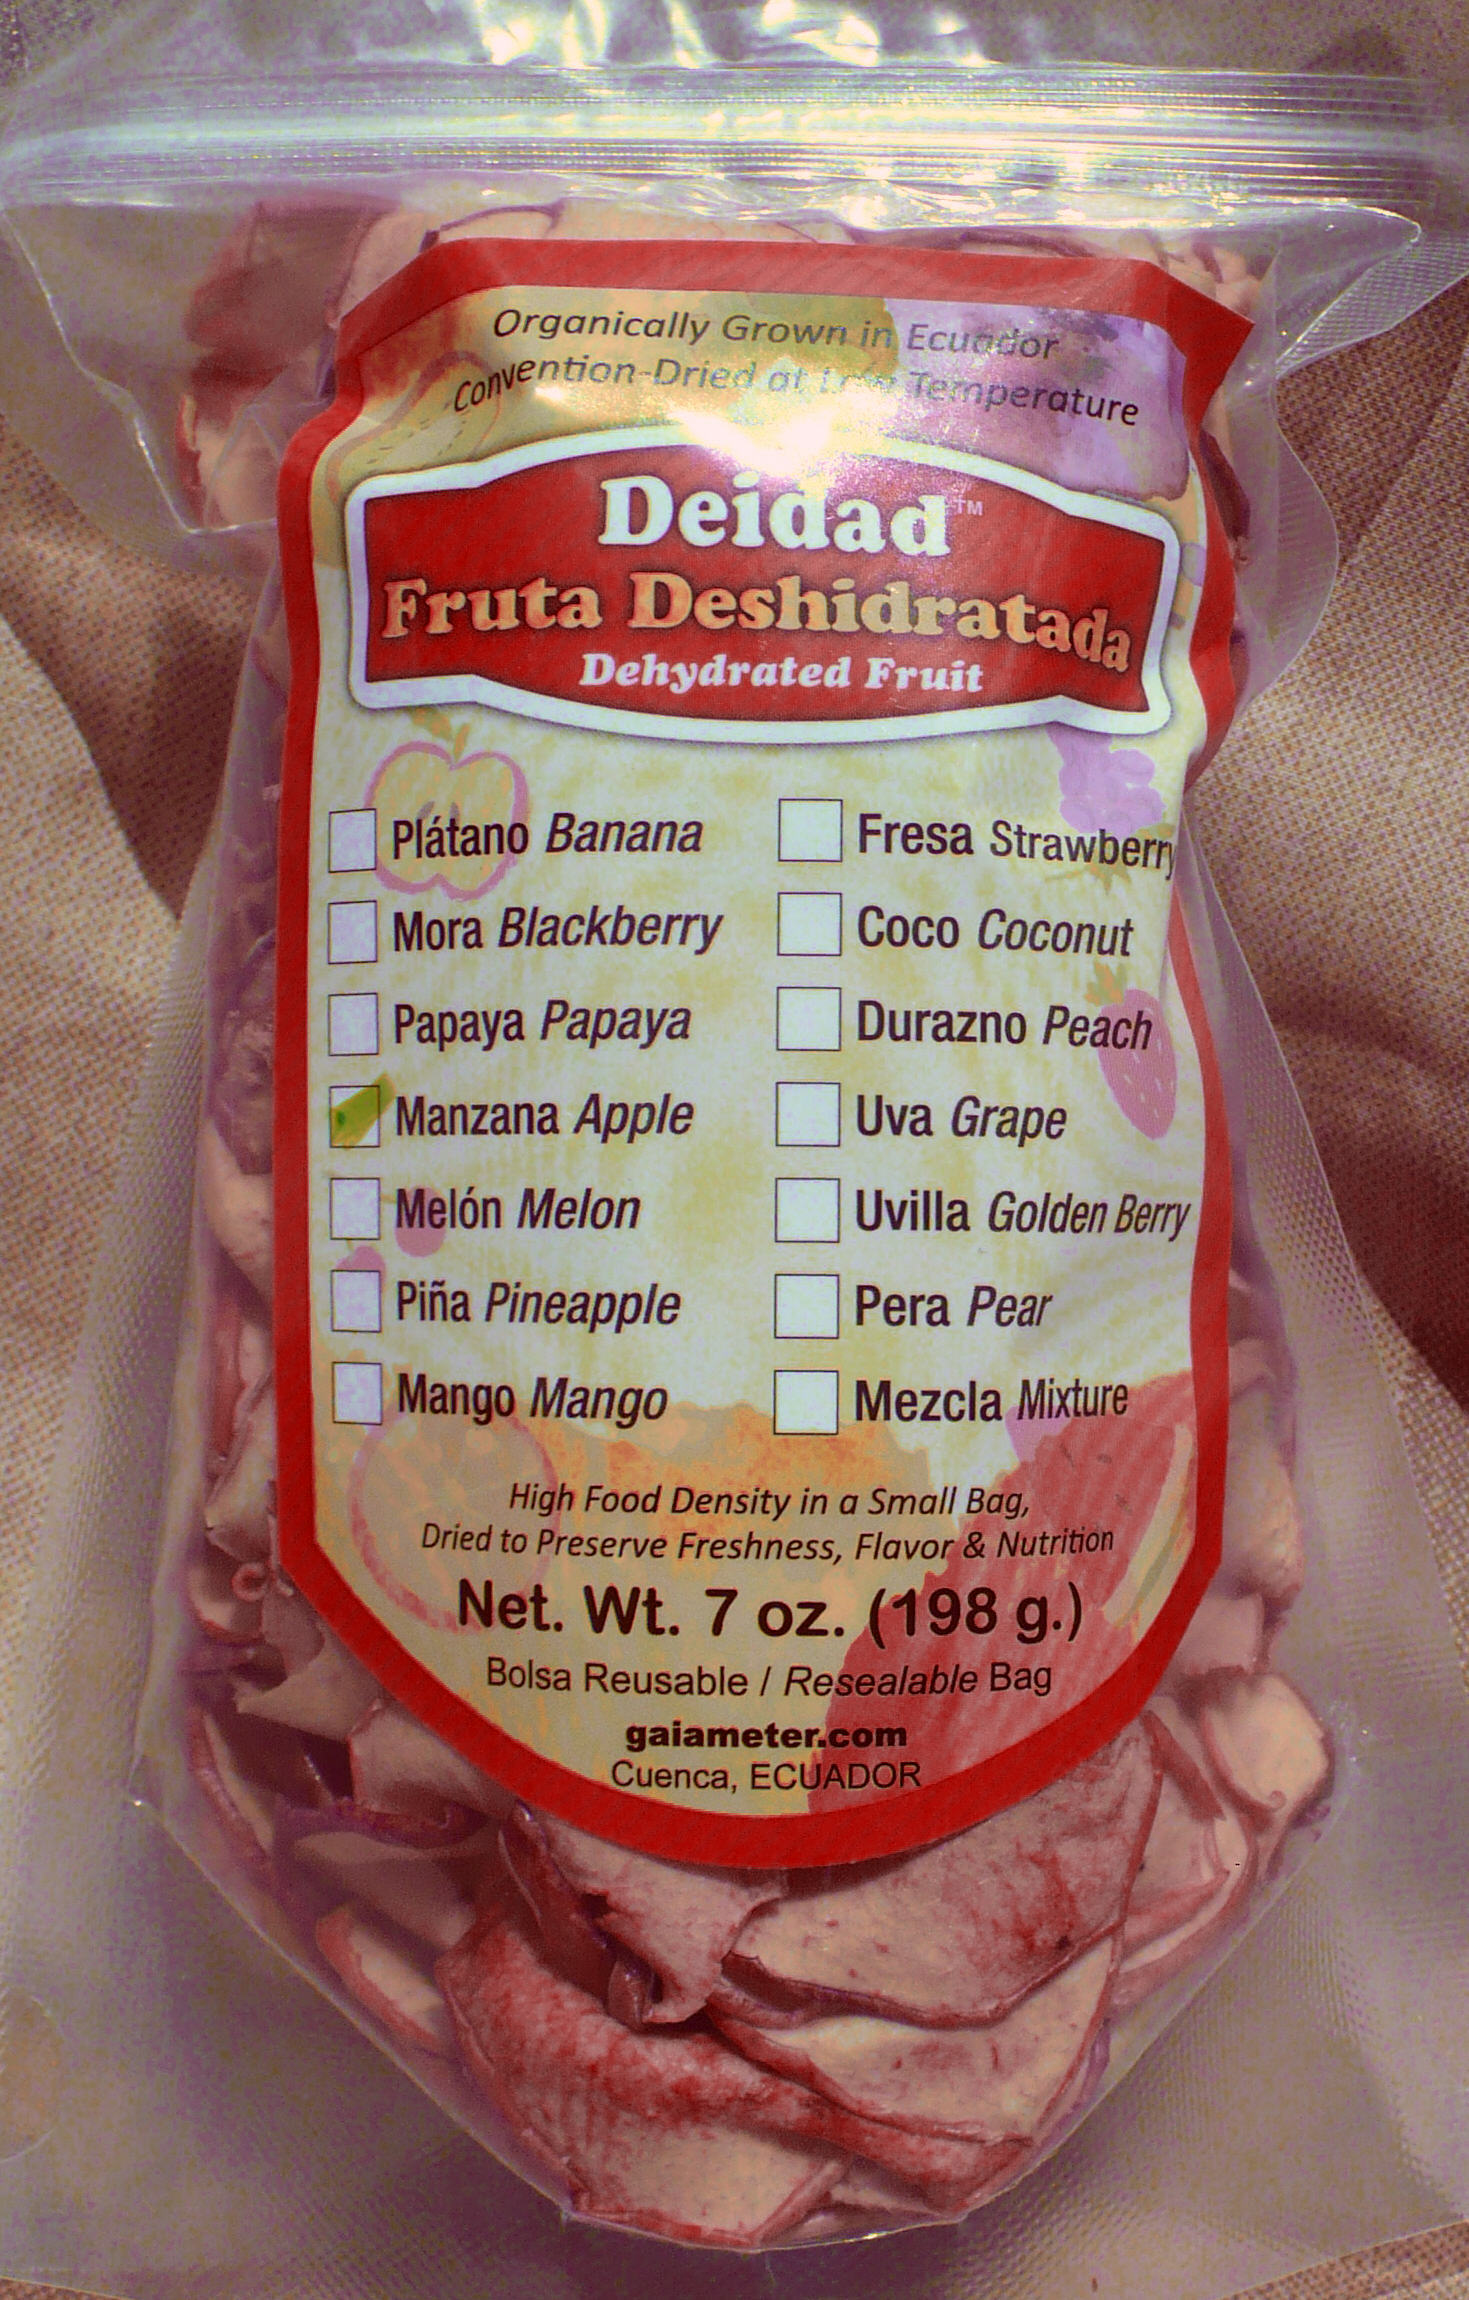 Organically Grown in Ecuador
Convention-Dried at Low Temperature
Deidad™
Fruta Deshidratada
Dehydrated Fruit
Plátano Banana
Mora Blackberry
Papaya Papaya
Manzana Apple
Melón Melon
Piña Pineapple
Mango Mango
Fresa Strawberry
Coco Coconut
Durazno Peach
Uva Grape
Uvilla Golden Berry
Pera Pear
Mezcla Mixture
High Food Density in a Small Bag,
Dried to Preserve Freshness, Flavor & Nutrition
Net. Wt. 7 oz. (198 g.)
Bolsa Reusable / Resealable Bag
gaiameter.com
Cuenca, ECUADOR